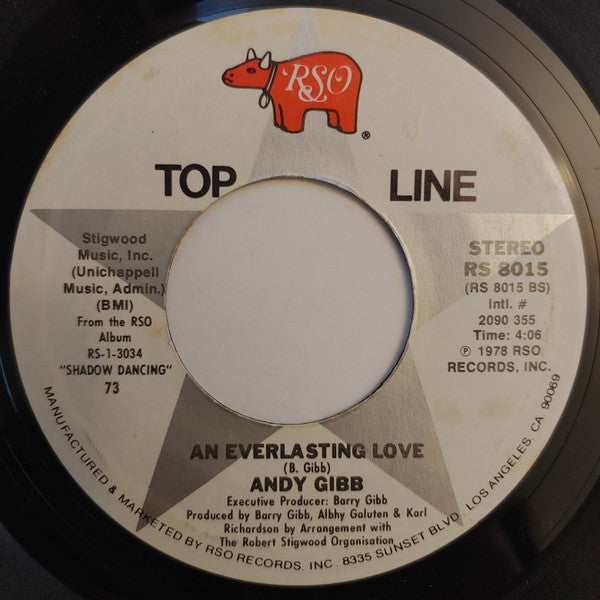 RSO
®
TOP LINE
Stigwood
Music, Inc.
(Unichappell
Music, Admin.)
(BMI)
From the RSO
Album
RS-1-3034
"SHADOW DANCING"
73
STEREO
RS 8015
(RS 8015 BS)
Intl. #
2090 355
Time: 4:06
℗ 1978 RSO
RECORDS, INC.
AN EVERLASTING LOVE
(B. Gibb)
ANDY GIBB
Executive Producer: Barry Gibb
Produced by Barry Gibb, Albhy Galuten & Karl
Richardson by Arrangement with
The Robert Stigwood Organisation
MANUFACTURED & MARKETED BY RSO RECORDS, INC. 8335 SUNSET BLVD. LOS ANGELES, CA. 90069